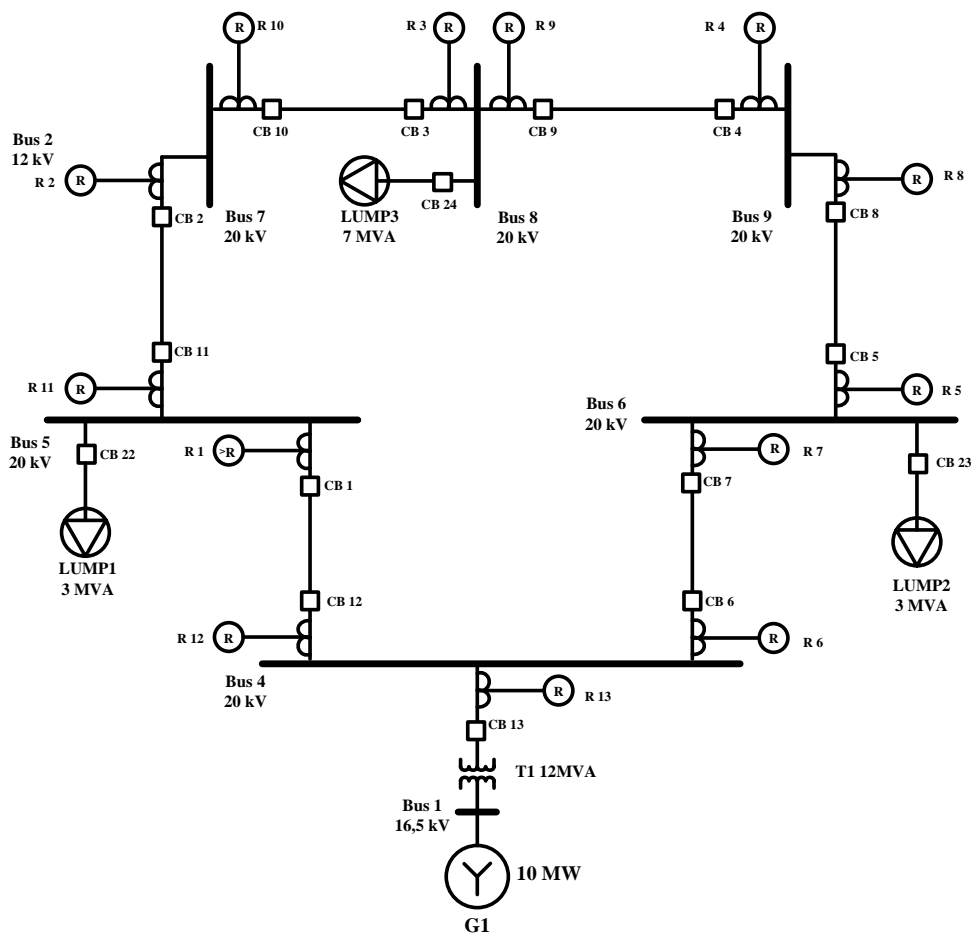 R 10
R
R 3
R
R
R 9
R 4
R
CB 10
CB 3
CB 9
CB 4
Bus 2
12 kV
R 2
R
CB 2
Bus 7
20 kV
LUMP3
7 MVA
CB 24
Bus 8
20 kV
Bus 9
20 kV
R
R 8
CB 8
CB 11
R 11
R
CB 5
R
R 5
Bus 5
20 kV
CB 22
R 1
>R
CB 1
Bus 6
20 kV
R
R 7
CB 7
CB 23
LUMP1
3 MVA
LUMP2
3 MVA
CB 12
R 12
R
CB 6
R
R 6
Bus 4
20 kV
R
R 13
CB 13
T1 12MVA
Bus 1
16,5 kV
10 MW
G1